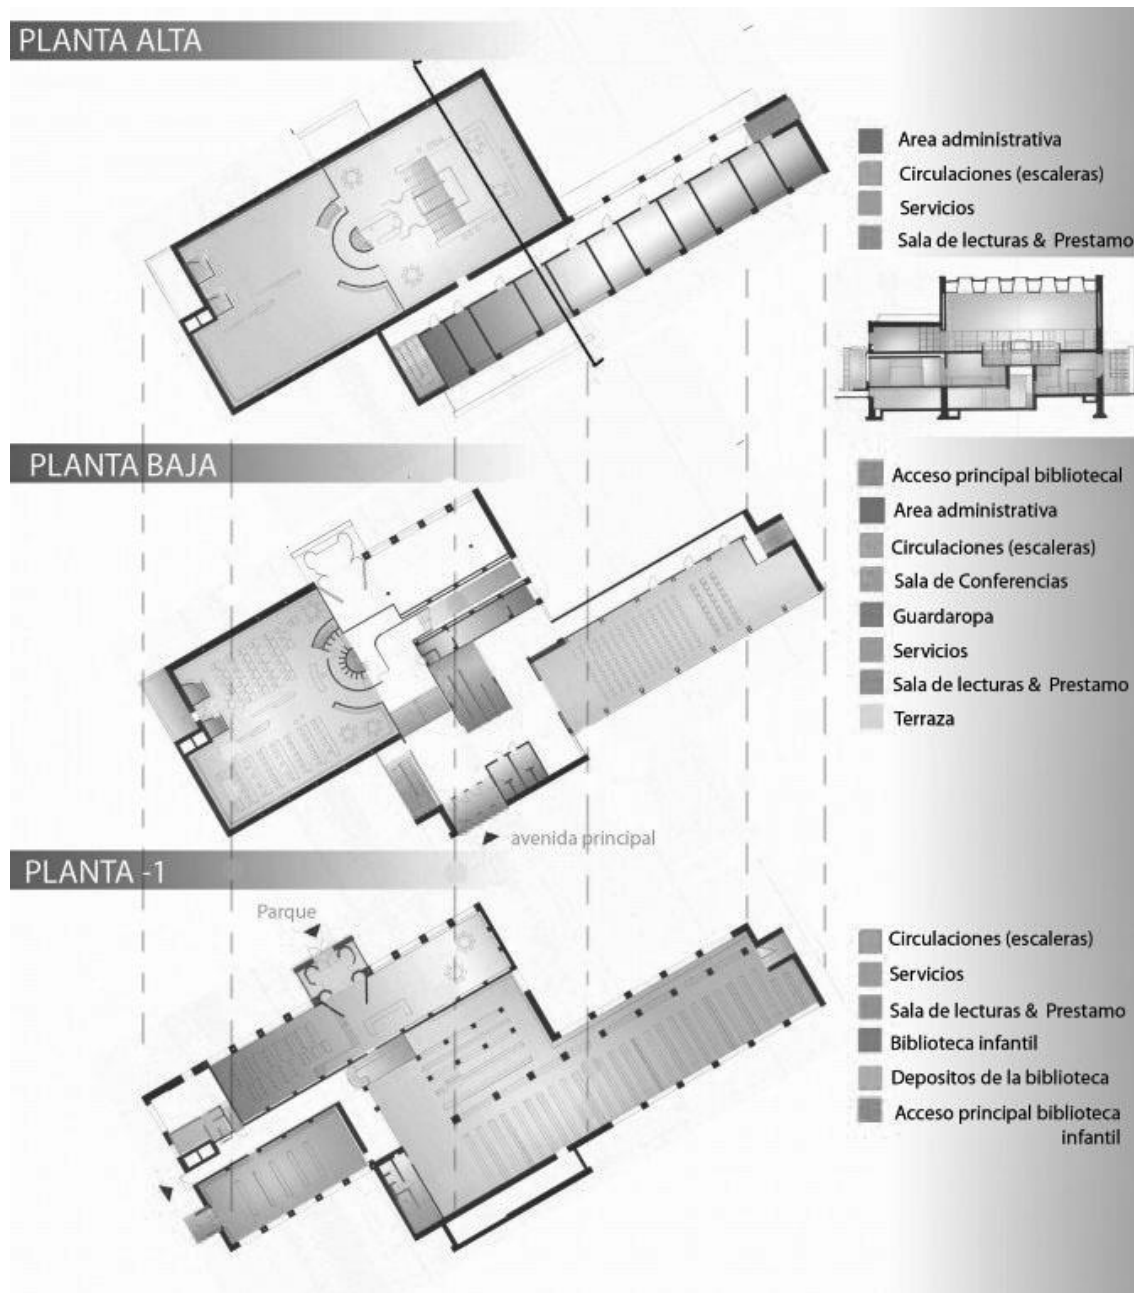 PLANTA ALTA
Area administrativa
Circulaciones (escaleras)
Servicios
Sala de lecturas & Prestamo
PLANTA BAJA
Acceso principal bibliotecal
Area administrativa
Circulaciones (escaleras)
Sala de Conferencias
Guardaropa
Servicios
Sala de lecturas & Prestamo
Terraza
avenida principal
PLANTA -1
Parque
Circulaciones (escaleras)
Servicios
Sala de lecturas & Prestamo
Biblioteca infantil
Depositos de la biblioteca
Acceso principal biblioteca
infantil